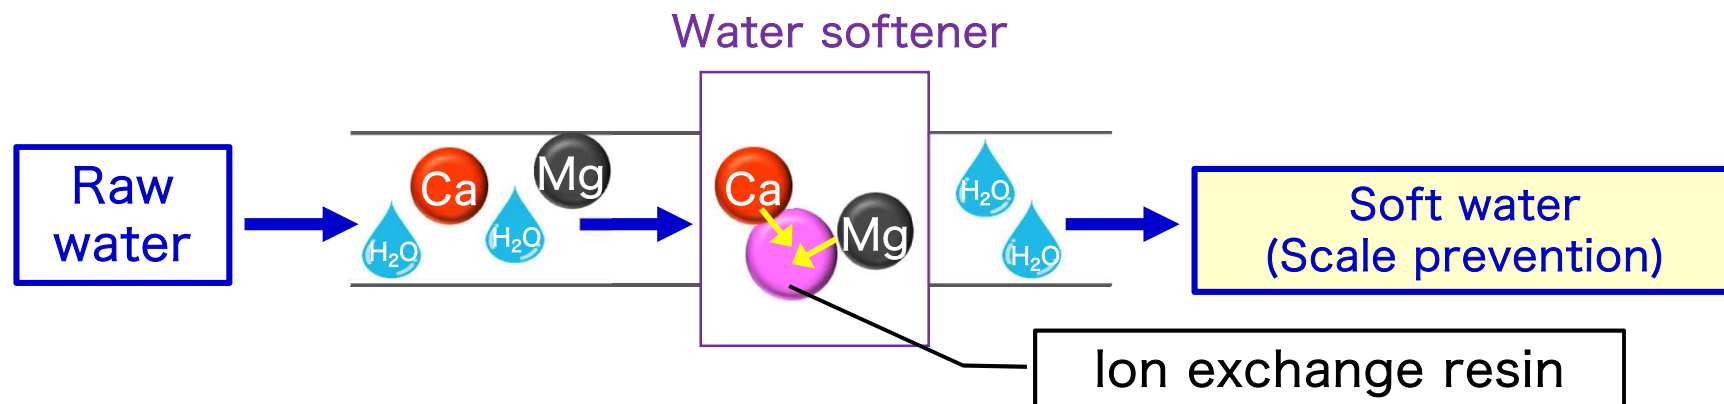 Water softener
Raw
water
Ca
Mg
H₂O
H₂O
Ca
Mg
H₂O
H₂O
Soft water
(Scale prevention)
Ion exchange resin